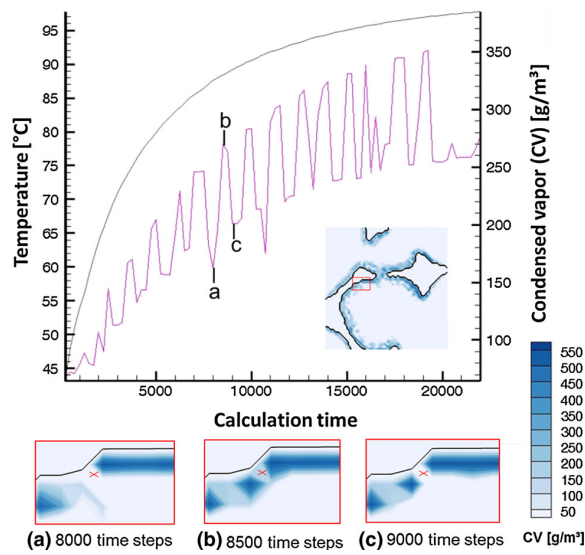 Temperature [°C]
95
90
85
80
75
70
65
60
55
50
45
b
c
a
350
300
250
200
150
100
Condensed vapor (CV) [g/m³]
5000 10000 15000 20000
Calculation time
550
500
450
400
350
300
250
200
150
100
50
CV [g/m³]
(a) 8000 time steps
(b) 8500 time steps
(c) 9000 time steps